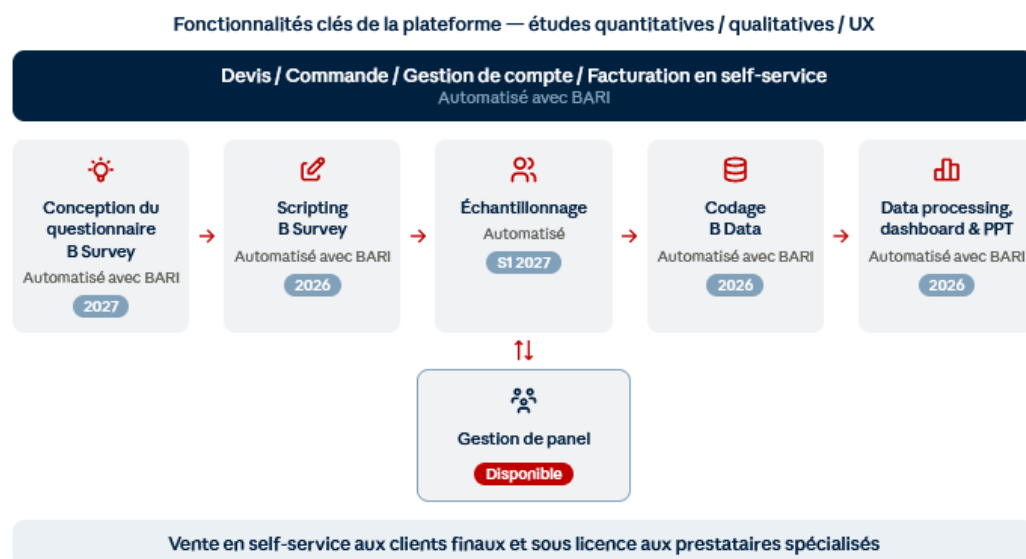 Fonctionnalités clés de la plateforme — études quantitatives / qualitatives / UX
Devis / Commande / Gestion de compte / Facturation en self-service
Automatisé avec BARI
Conception du
questionnaire
B Survey
Automatisé avec BARI
2027
Scripting
B Survey
Automatisé avec BARI
2026
Échantillonnage
Automatisé
S1 2027
Codage
B Data
Automatisé avec BARI
2026
Data processing,
dashboard & PPT
Automatisé avec BARI
2026
Gestion de panel
Disponible
Vente en self-service aux clients finaux et sous licence aux prestataires spécialisés